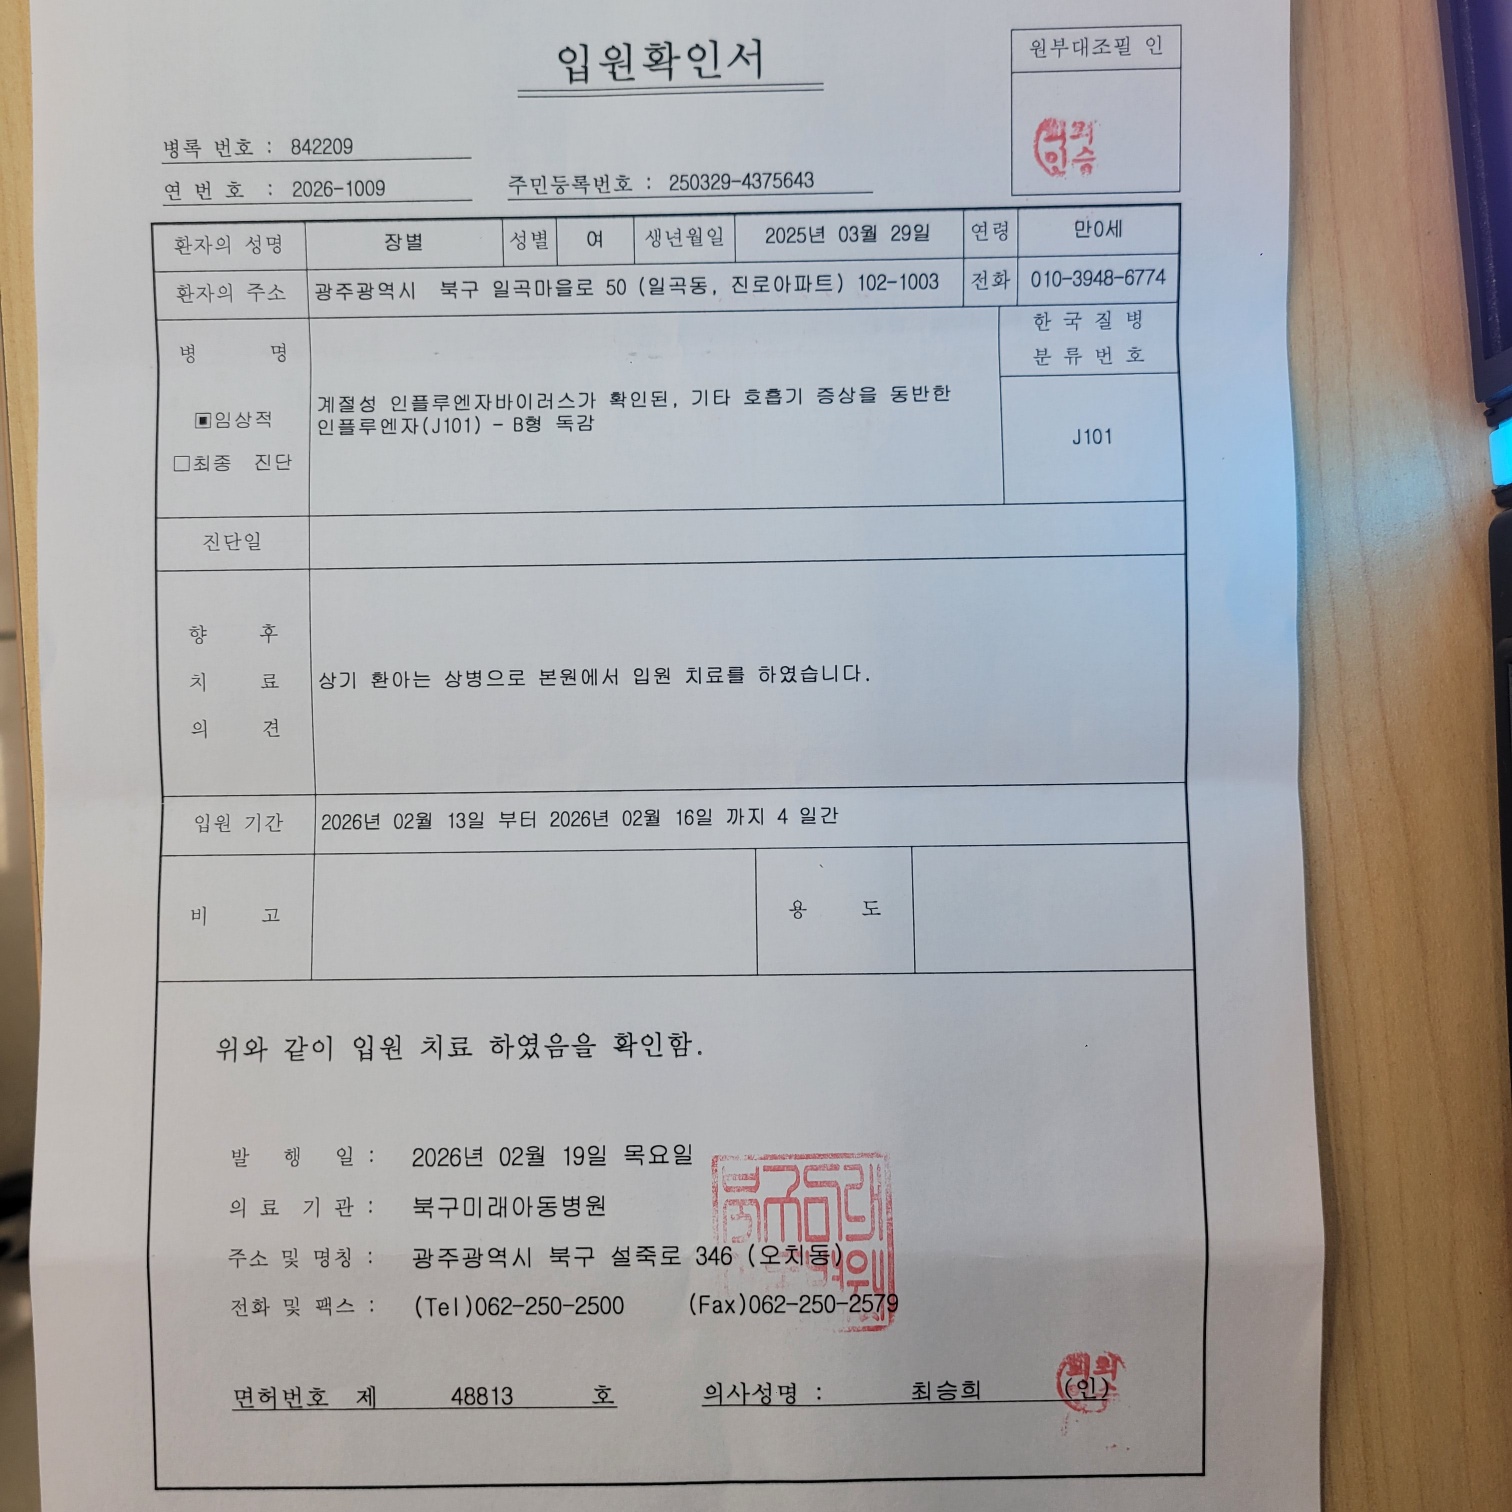 입원확인서
원부대조필 인
병록 번호 : 842209
연 번 호 : 2026-1009 주민등록번호 : 250329-4375643
환자의 성명 장별 성별 여 생년월일 2025년 03월 29일 연령 만0세
환자의 주소 광주광역시 북구 일곡마을로 50 (일곡동, 진로아파트) 102-1003 전화 010-3948-6774
병 명
한국질병
분류번호
▣임상적
□최종 진단
계절성 인플루엔자바이러스가 확인된, 기타 호흡기 증상을 동반한
인플루엔자(J101) - B형 독감
J101
진단일
향 후
치 료
의 견
상기 환아는 상병으로 본원에서 입원 치료를 하였습니다.
입원 기간 2026년 02월 13일 부터 2026년 02월 16일 까지 4 일간
비 고 용 도
위와 같이 입원 치료 하였음을 확인함.
발 행 일 : 2026년 02월 19일 목요일
의 료 기 관 : 북구미래아동병원
주소 및 명칭 : 광주광역시 북구 설죽로 346 (오치동)
전화 및 팩스 : (Tel)062-250-2500 (Fax)062-250-2579
면허번호 제 48813 호 의사성명 : 최승희 (인)